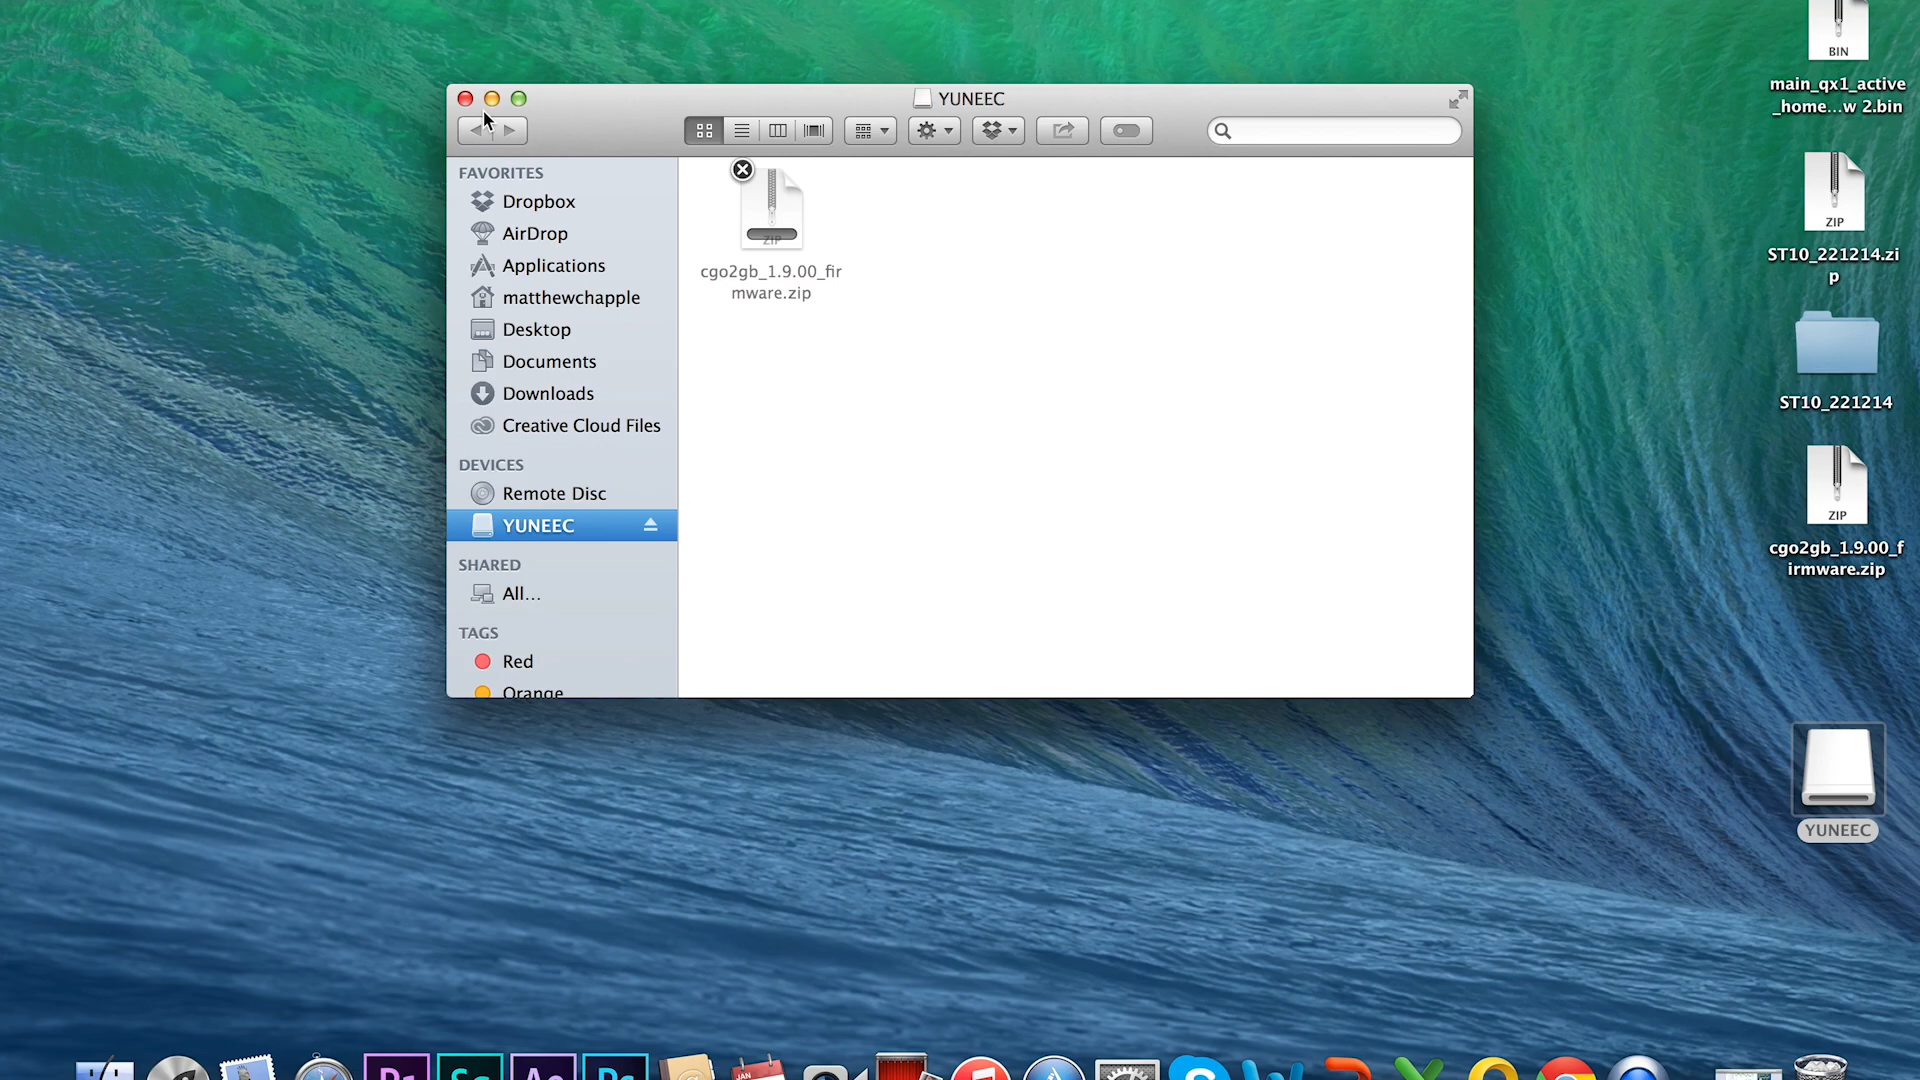 YUNEEC
FAVORITES
Dropbox
AirDrop
Applications
matthewchapple
Desktop
Documents
Downloads
Creative Cloud Files
DEVICES
Remote Disc
YUNEEC
SHARED
All...
TAGS
Red
Orange
ZIP
cgo2gb_1.9.00_fir
mware.zip
BIN
main_qx1_active
_home...w 2.bin
ZIP
ST10_221214.zi
p
ST10_221214
ZIP
cgo2gb_1.9.00_f
irmware.zip
YUNEEC
JAN